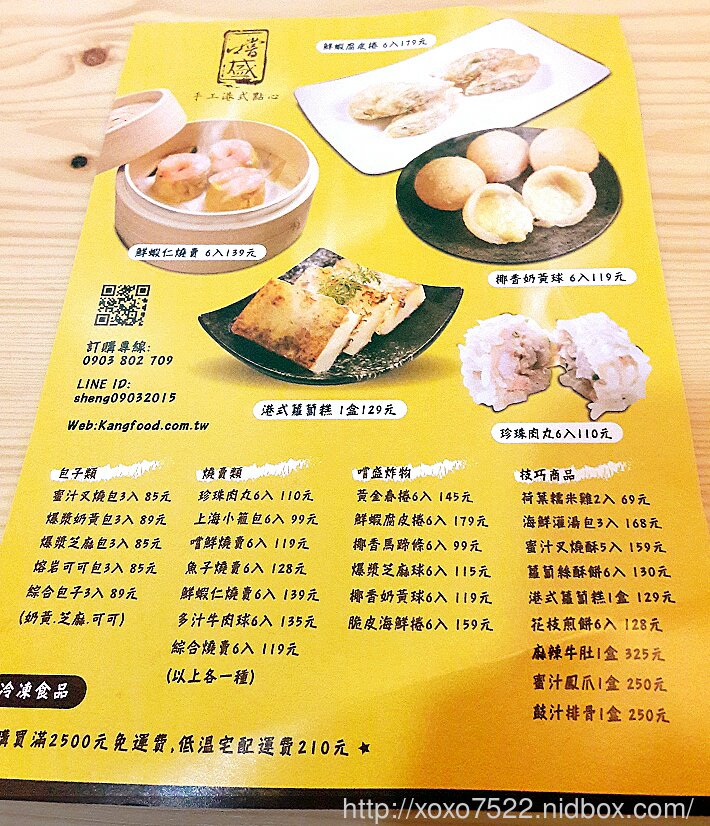 嚐盛
手工港式點心
鮮蝦腐皮捲 6入179元
鮮蝦仁燒賣 6入139元
椰香奶黃球 6入119元
訂購專線:
0903 802 709
LINE ID:
sheng09032015
Web:Kangfood.com.tw
港式蘿蔔糕 1盒129元
珍珠肉丸6入110元
包子類
蜜汁叉燒包3入 85元
爆漿奶黃包3入 89元
爆漿芝麻包3入 85元
熔岩可可包3入 85元
綜合包子3入 89元
(奶黃.芝麻.可可)
燒賣類
珍珠肉丸6入 110元
上海小籠包6入 99元
嚐鮮燒賣6入 119元
魚子燒賣6入 128元
鮮蝦仁燒賣6入 139元
多汁牛肉球6入 135元
綜合燒賣6入 119元
(以上各一種)
嚐盛炸物
黃金春捲6入 145元
鮮蝦腐皮捲6入 179元
椰香馬蹄條6入 99元
爆漿芝麻球6入 115元
椰香奶黃球6入 119元
脆皮海鮮捲6入 159元
技巧商品
荷葉糯米雞2入 69元
海鮮灌湯包3入 168元
蜜汁叉燒酥5入 159元
蘿蔔絲酥餅6入 130元
港式蘿蔔糕1盒 129元
花枝煎餅6入 128元
麻辣牛肚1盒 325元
蜜汁鳳爪1盒 250元
豉汁排骨1盒 250元
冷凍食品
購買滿2500元免運費,低溫宅配運費210元 ★
http://xoxo7522.nidbox.com/